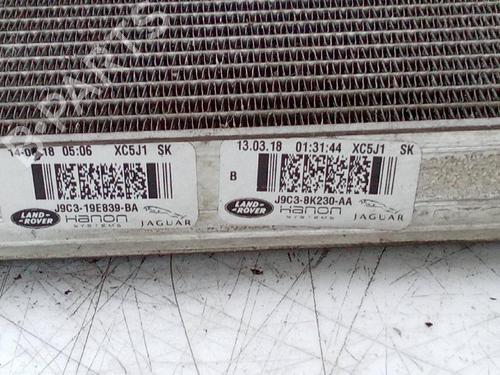 18 05:06 XC5J1 SK
J9C3-19E839-BA
LAND-ROVER
Hanon
SYSTEMS
JAGUAR
13.03.18 01:31:44 XC5J1 SK
B
J9C3-8K230-AA
LAND-ROVER
Hanon
SYSTEMS
JAGUAR
PARTS